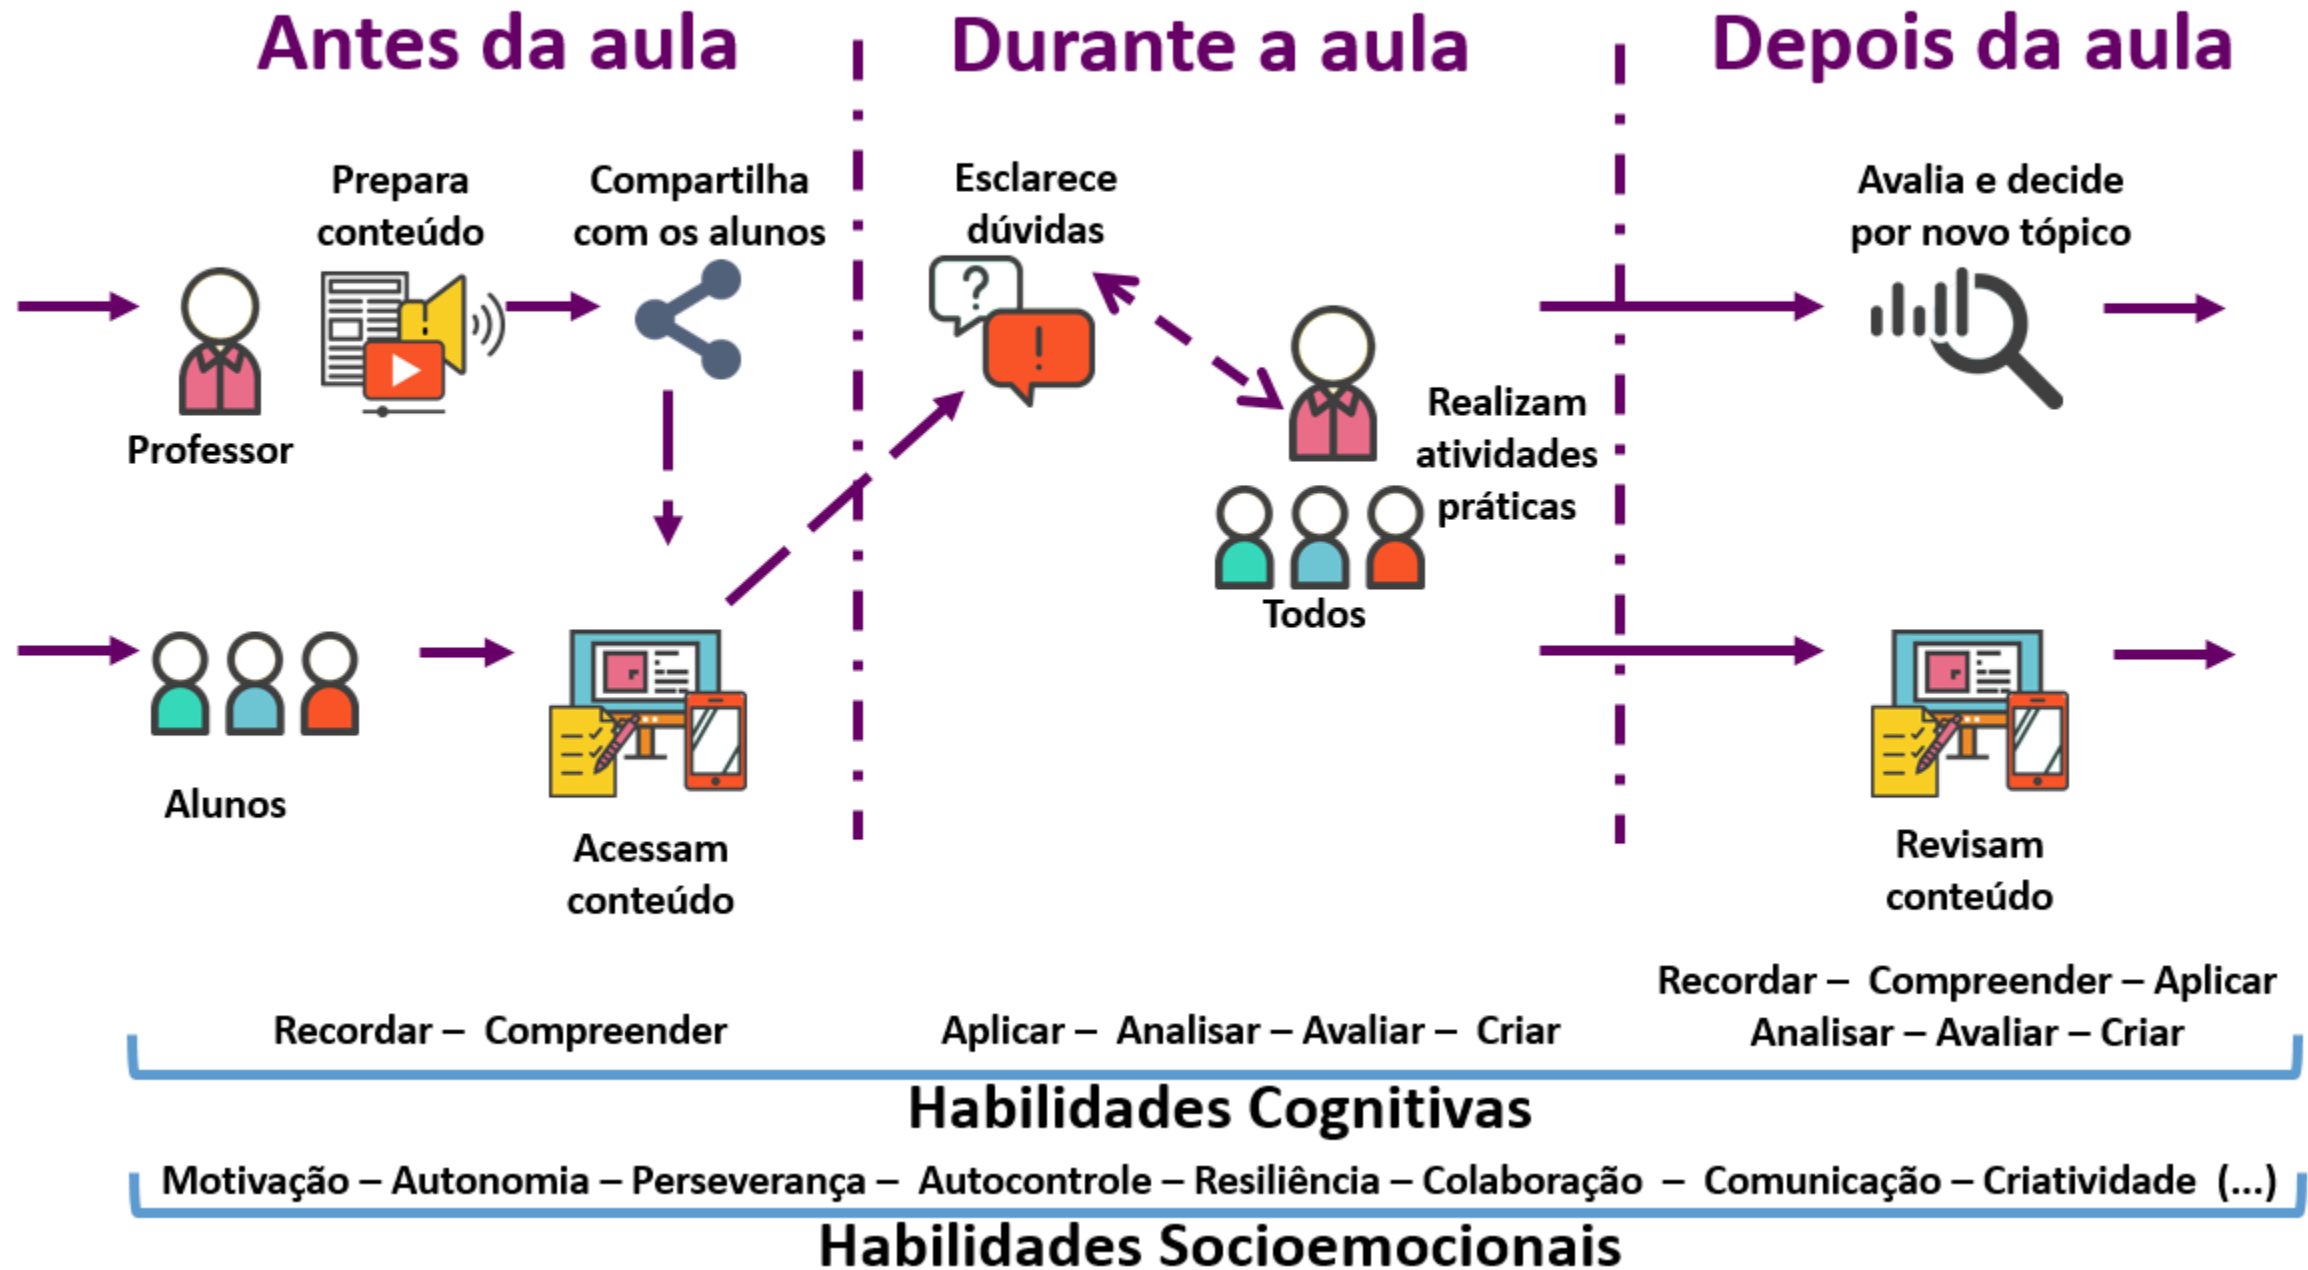 Antes da aula
Durante a aula
Depois da aula
Prepara
conteúdo
Compartilha
com os alunos
Esclarece
dúvidas
Avalia e decide
por novo tópico
Professor
Realizam
atividades
práticas
Todos
Alunos
Acessam
conteúdo
Revisam
conteúdo
Recordar – Compreender
Aplicar – Analisar – Avaliar – Criar
Recordar – Compreender – Aplicar
Analisar – Avaliar – Criar
Habilidades Cognitivas
Motivação – Autonomia – Perseverança – Autocontrole – Resiliência – Colaboração – Comunicação – Criatividade (...)
Habilidades Socioemocionais